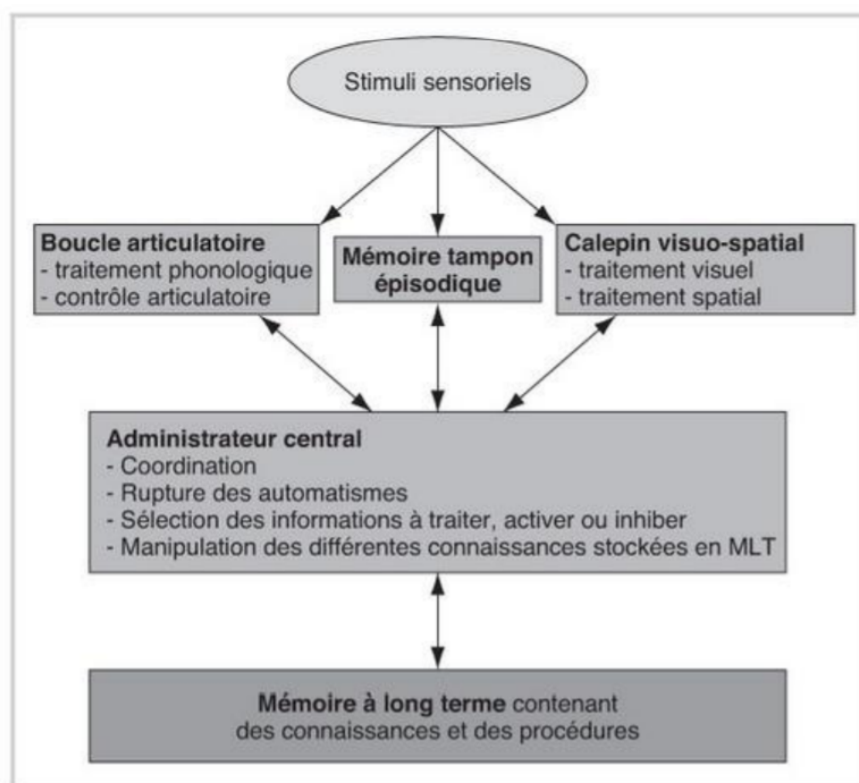 Stimuli sensoriels
Boucle articulatoire
- traitement phonologique
- contrôle articulatoire
Mémoire tampon
épisodique
Calepin visuo-spatial
- traitement visuel
- traitement spatial
Administrateur central
- Coordination
- Rupture des automatismes
- Sélection des informations à traiter, activer ou inhiber
- Manipulation des différentes connaissances stockées en MLT
Mémoire à long terme contenant
des connaissances et des procédures